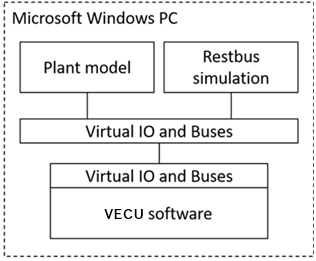 Microsoft Windows PC
Plant model
Restbus
simulation
Virtual IO and Buses
Virtual IO and Buses
VECU software